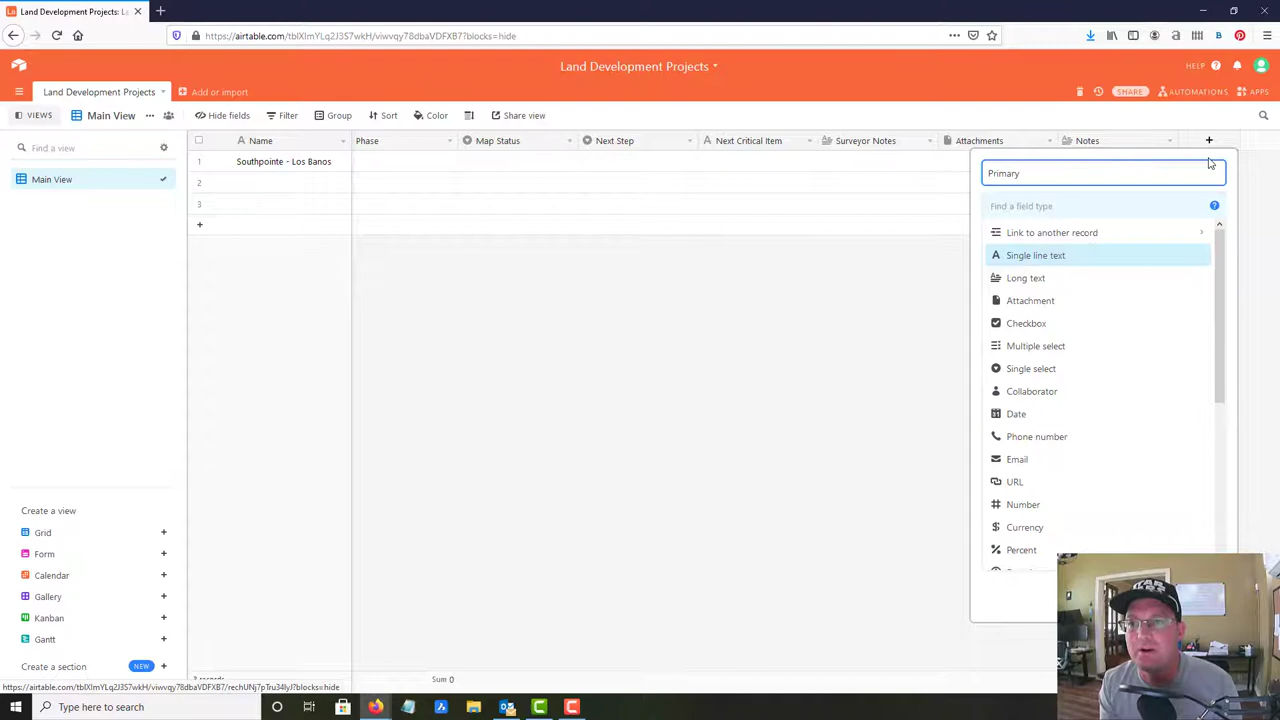 Land Development Projects: L
https://airtable.com/tblXlmYLq2J3S7wkH/viwvqy78dbaVDFXB7?blocks=hide
Land Development Projects
HELP
Land Development Projects
Add or import
SHARE
AUTOMATIONS
APPS
VIEWS
Main View
Hide fields
Filter
Group
Sort
Color
Share view
Find a view
Name
Phase
Map Status
Next Step
Next Critical Item
Surveyor Notes
Attachments
Notes
Main View
1 Southpointe - Los Banos
2
3
Primary
Find a field type
Link to another record
Single line text
Long text
Attachment
Checkbox
Multiple select
Single select
Collaborator
Date
Phone number
Email
URL
Number
Currency
Percent
Create a view
Grid
Form
Calendar
Gallery
Kanban
Gantt
Create a section NEW
3 records
Sum 0
Type here to search